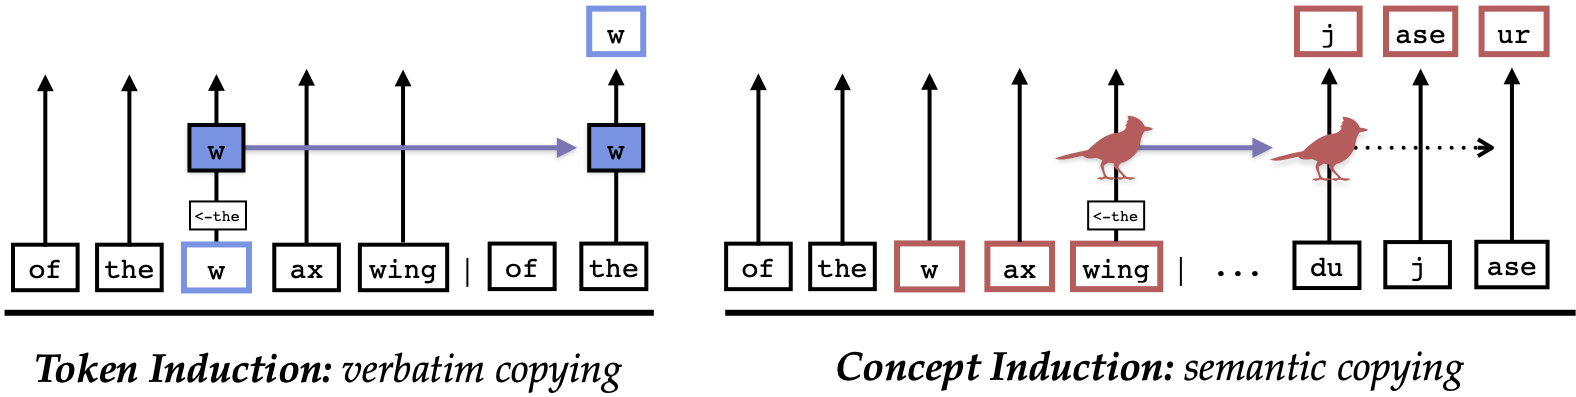 w
w w
<-the
of the w ax wing | of the
Token Induction: verbatim copying
j ase ur
<-the
of the w ax wing | ... du j ase
Concept Induction: semantic copying